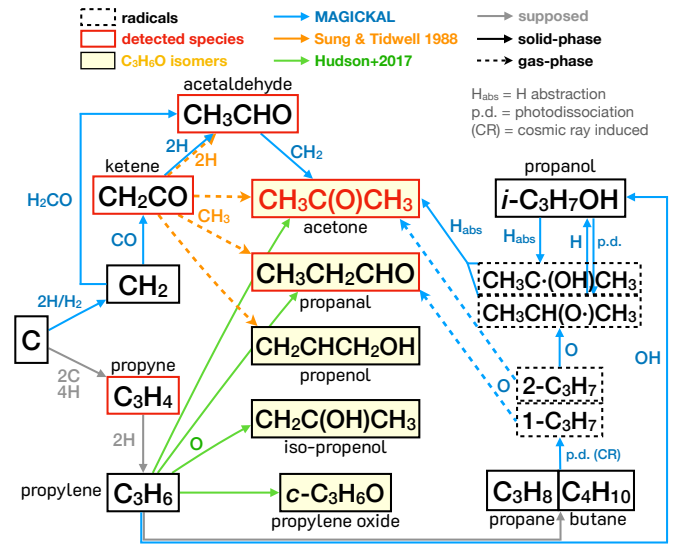 radicals
MAGICKAL
supposed
detected species
Sung & Tidwell 1988
solid-phase
C₃H₆O isomers
Hudson+2017
gas-phase
acetaldehyde
CH₃CHO
H_abs = H abstraction
p.d. = photodissociation
(CR) = cosmic ray induced
2H
2H
CH₂
ketene
CH₂CO
H₂CO
CH₃
CH₃C(O)CH₃
acetone
propanol
i-C₃H₇OH
H_abs
H_abs
H
p.d.
CO
CH₂
CH₃CH₂CHO
propanal
CH₃C·(OH)CH₃
CH₃CH(O·)CH₃
2H/H₂
C
CH₂CHCH₂OH
propenol
O
OH
propyne
2C
4H
C₃H₄
O
2-C₃H₇
1-C₃H₇
2H
O
CH₂C(OH)CH₃
iso-propenol
p.d. (CR)
propylene
C₃H₆
c-C₃H₆O
propylene oxide
C₃H₈
C₄H₁₀
propane
butane